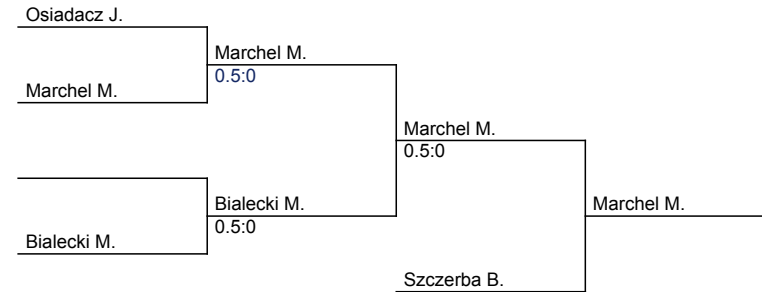 Osiadacz J.
Marchel M.
0.5:0
Marchel M.
Marchel M.
0.5:0
Bialecki M.
0.5:0
Marchel M.
Bialecki M.
Szczerba B.